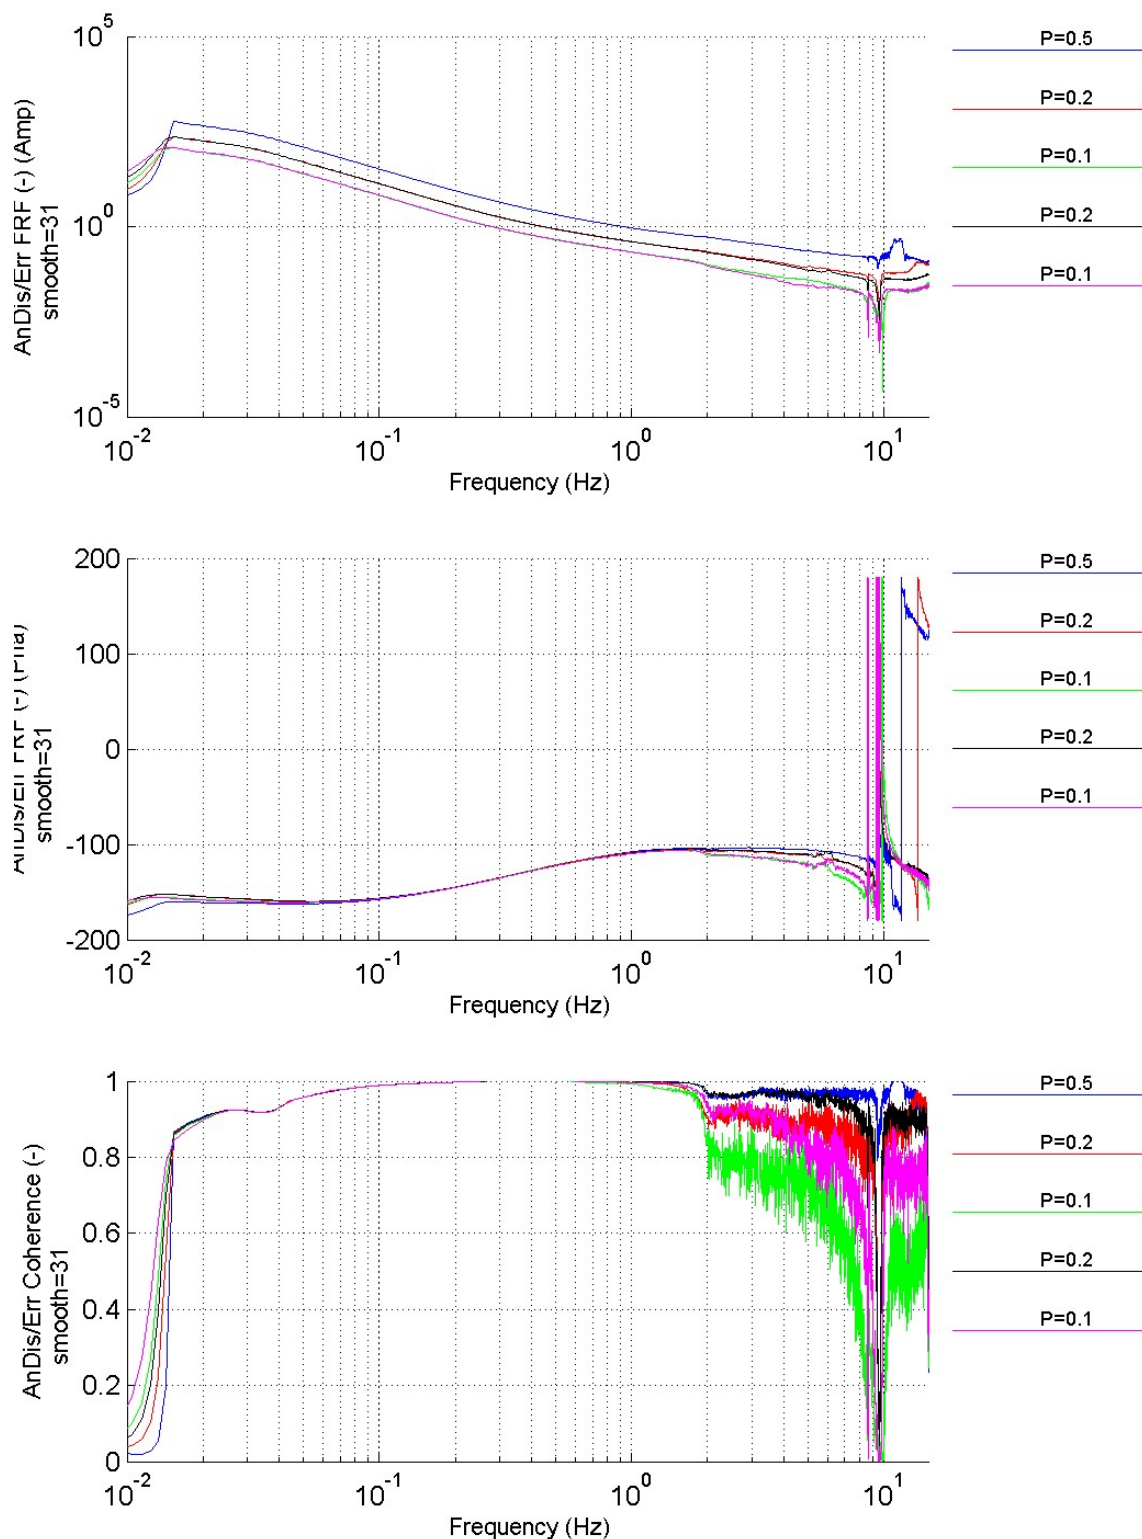 10^5
10^0
10^-5
AnDis/Err FRF (-) (Amp)
smooth=31
10^-2
10^-1
10^0
10^1
Frequency (Hz)
P=0.5
P=0.2
P=0.1
P=0.2
P=0.1
200
100
0
-100
-200
AnDis/Err FRF (-) (Pha)
smooth=31
10^-2
10^-1
10^0
10^1
Frequency (Hz)
P=0.5
P=0.2
P=0.1
P=0.2
P=0.1
1
0.8
0.6
0.4
0.2
0
AnDis/Err Coherence (-)
smooth=31
10^-2
10^-1
10^0
10^1
Frequency (Hz)
P=0.5
P=0.2
P=0.1
P=0.2
P=0.1